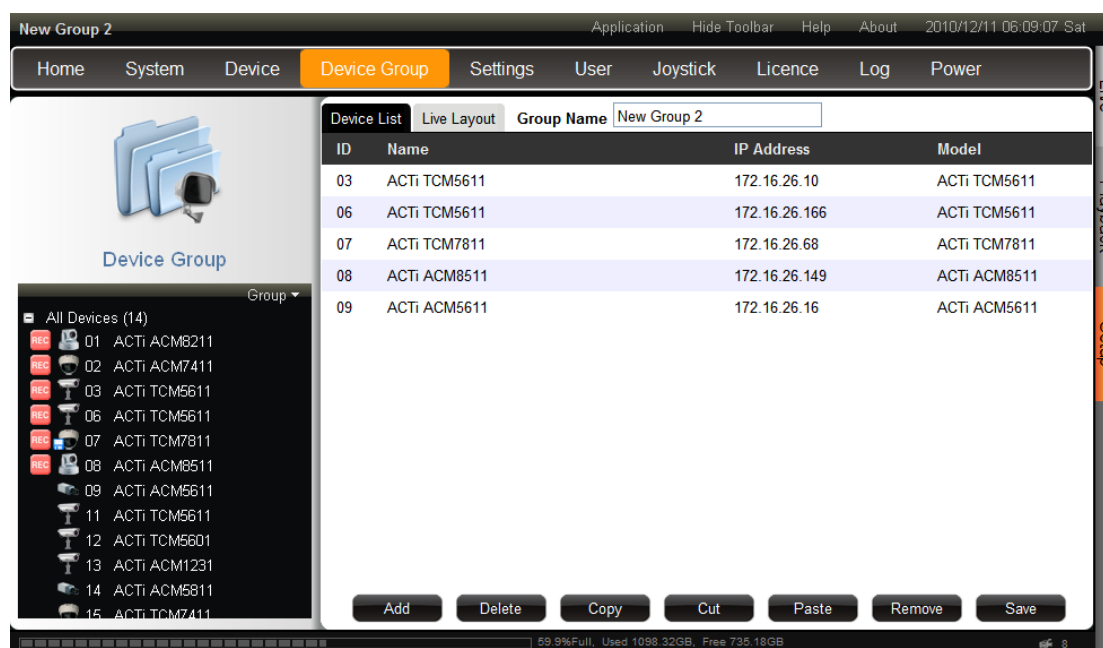 New Group 2 Application Hide Toolbar Help About 2010/12/11 06:09:07 Sat
Home System Device Device Group Settings User Joystick Licence Log Power
Device List Live Layout Group Name New Group 2
ID Name IP Address Model
03 ACTi TCM5611 172.16.26.10 ACTi TCM5611
06 ACTi TCM5611 172.16.26.166 ACTi TCM5611
07 ACTi TCM7811 172.16.26.68 ACTi TCM7811
08 ACTi ACM8511 172.16.26.149 ACTi ACM8511
09 ACTi ACM5611 172.16.26.16 ACTi ACM5611
Device Group
Group
All Devices (14)
REC 01 ACTi ACM8211
REC 02 ACTi ACM7411
REC 03 ACTi TCM5611
REC 06 ACTi TCM5611
REC 07 ACTi TCM7811
REC 08 ACTi ACM8511
09 ACTi ACM5611
11 ACTi TCM5611
12 ACTi TCM5601
13 ACTi ACM1231
14 ACTi ACM5811
15 ACTi TCM7411
Add Delete Copy Cut Paste Remove Save
59.9%Full, Used 1098.32GB, Free 735.18GB 8